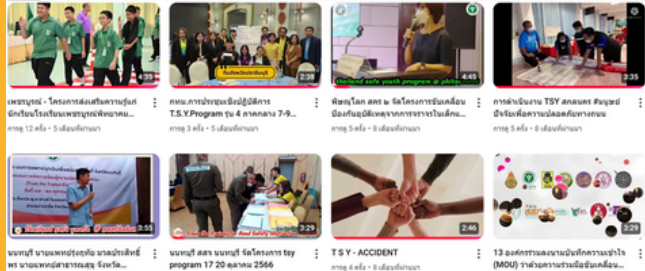 4:35
2:38
thailand safe youth program @ phitsa
4:45
3:35
เพชรบูรณ์ - โครงการส่งเสริมความรู้แก่
นักเรียนโรงเรียนเพชรบูรณ์พิทยาคม...
การดู 12 ครั้ง • 5 เดือนที่ผ่านมา
กทม.การประชุมเชิงปฏิบัติการ
T.S.Y.Program รุ่น 4 ภาคกลาง 7-9...
การดู 3 ครั้ง • 5 เดือนที่ผ่านมา
พิษณุโลก สคร ๒ จัดโครงการขับเคลื่อน
ป้องกันอุบัติเหตุจากการจราจรในเด็กแ...
การดู 5 ครั้ง • 8 เดือนที่ผ่านมา
การดำเนินงาน TSY สกลนคร #มนุษย์
ปัจจัยเพื่อความปลอดภัยทางถนน
การดู 5 ครั้ง • 8 เดือนที่ผ่านมา
Thailand safe youth @ nonthaburi
3:55
3:29
2:46
3:29
นนทบุรี นายแพทย์รุ่งฤทัย มวลประสิทธิ์
พร นายแพทย์สาธารณสุข จังหวัด...
นนทบุรี สสจ นนทบุรี จัดโครงการ tsy
program 17 20 ตุลาคม 2566
T S Y - ACCIDENT
การดู 4 ครั้ง • 8 เดือนที่ผ่านมา
13 องค์กรร่วมลงนามบันทึกความเข้าใจ
(MOU) ว่าด้วยความร่วมมือขับเคลื่อน...